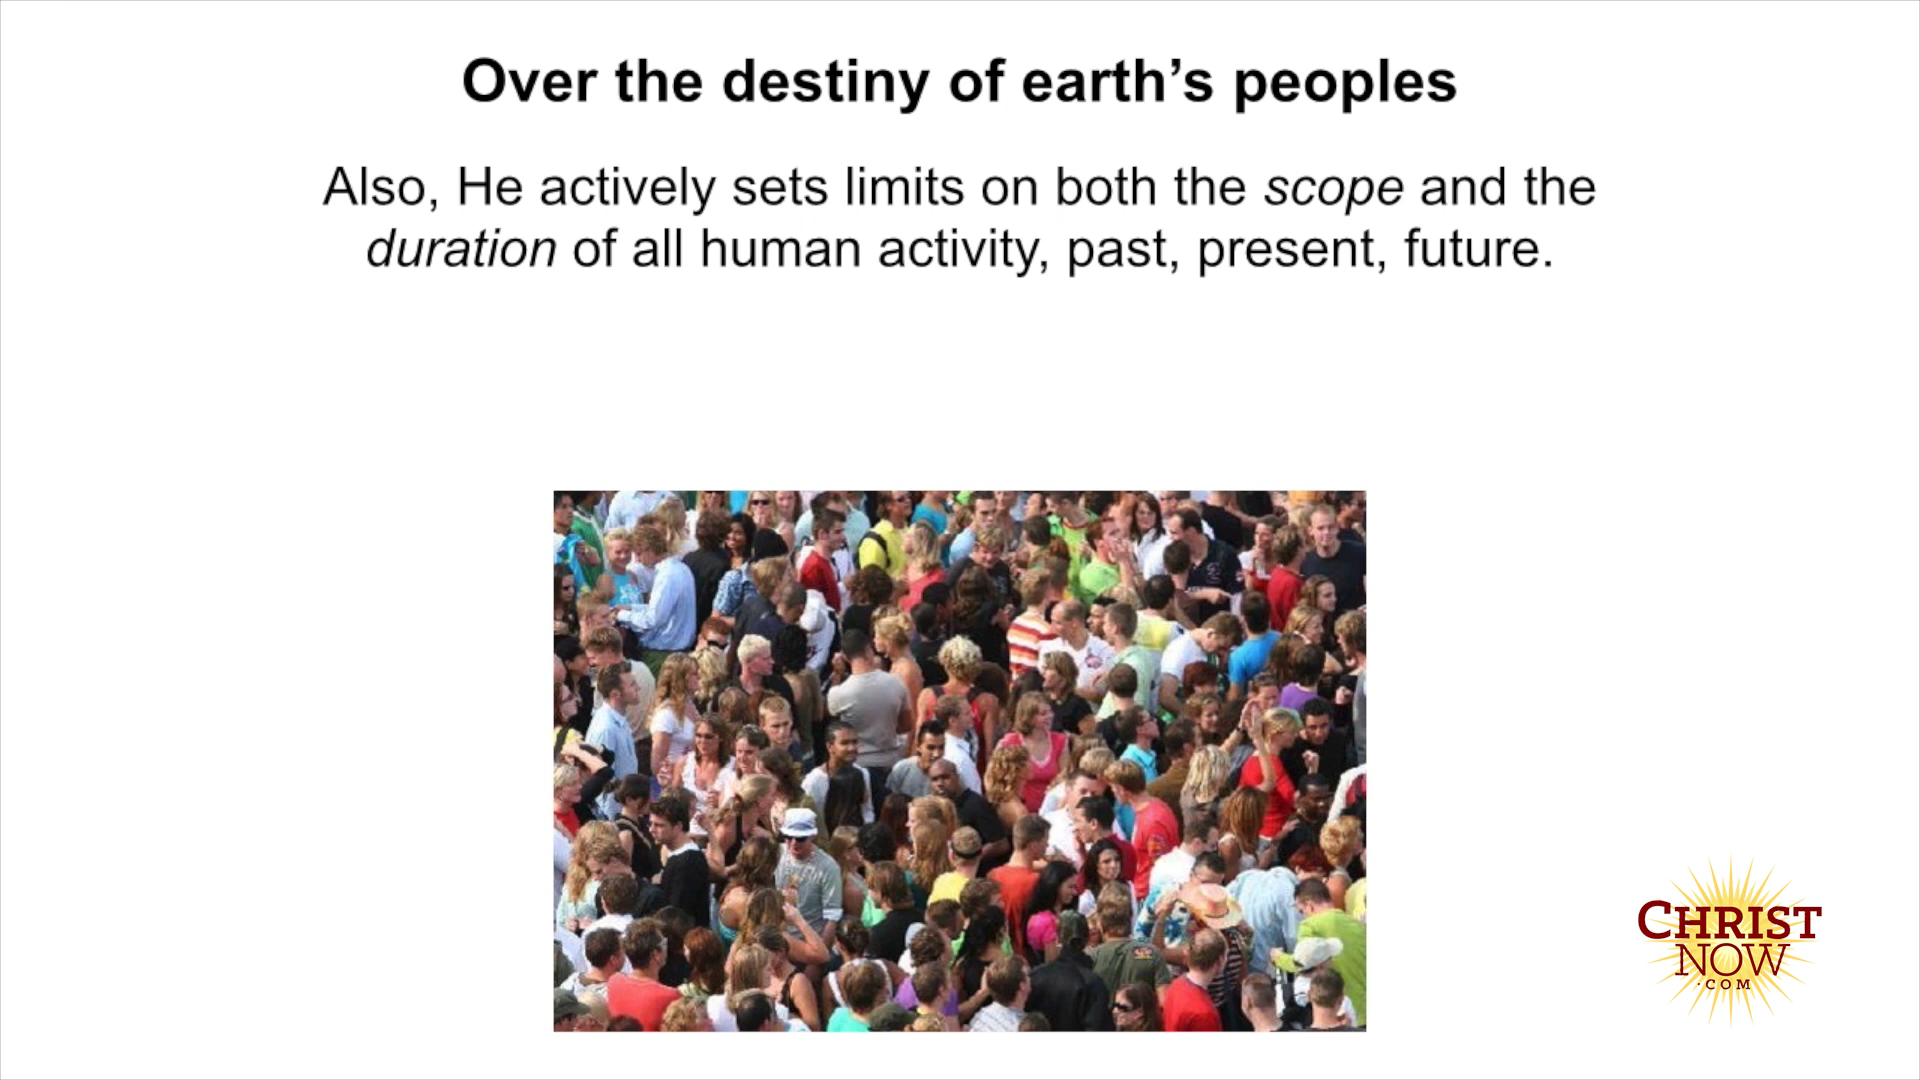 Over the destiny of earth’s peoples
Also, He actively sets limits on both the scope and the
duration of all human activity, past, present, future.
CHRIST
NOW
.COM